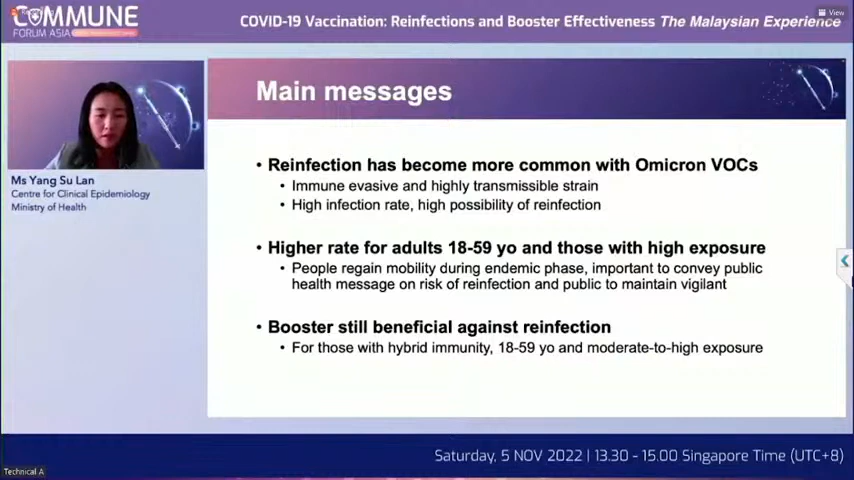 COMMUNE
FORUM ASIA
COVID-19 Vaccination: Reinfections and Booster Effectiveness The Malaysian Experience
View
Main messages
Ms Yang Su Lan
Centre for Clinical Epidemiology
Ministry of Health
• Reinfection has become more common with Omicron VOCs
• Immune evasive and highly transmissible strain
• High infection rate, high possibility of reinfection
• Higher rate for adults 18-59 yo and those with high exposure
• People regain mobility during endemic phase, important to convey public
health message on risk of reinfection and public to maintain vigilant
• Booster still beneficial against reinfection
• For those with hybrid immunity, 18-59 yo and moderate-to-high exposure
Saturday, 5 NOV 2022 | 13.30 - 15.00 Singapore Time (UTC+8)
Technical A